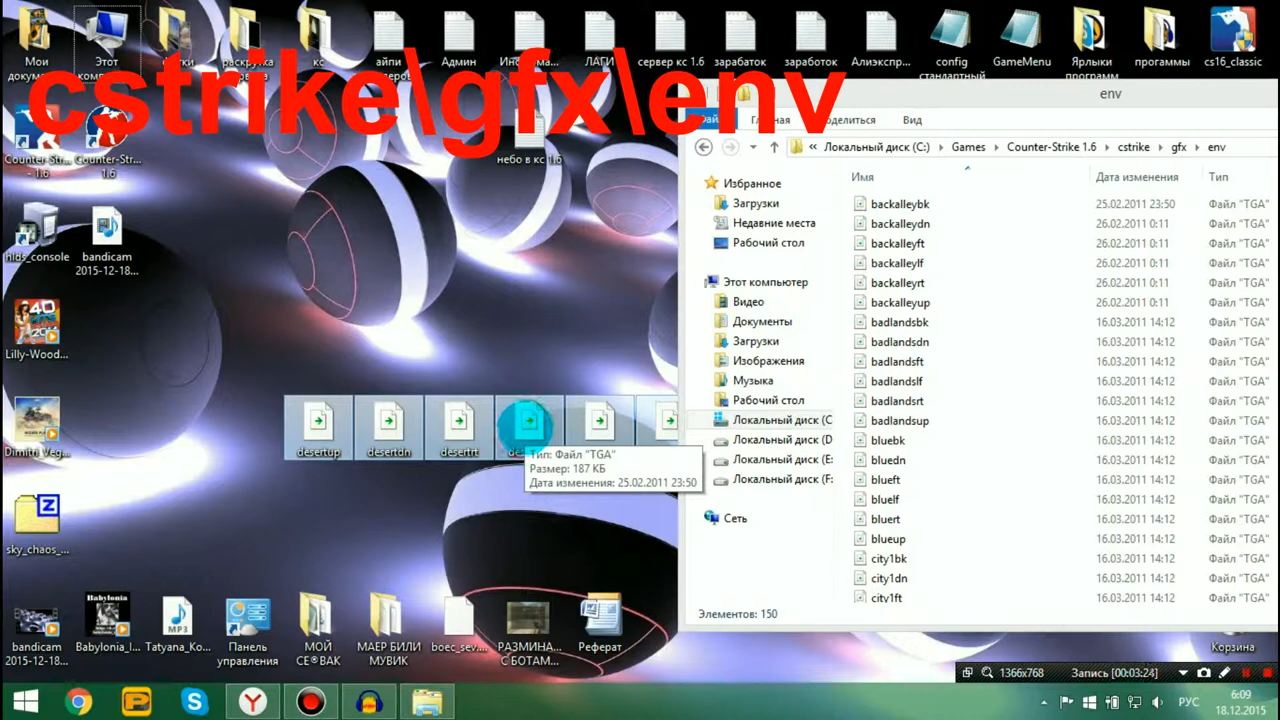 cstrike\gfx\env
Мои
Этот
кс
айпи
Админ
ЛАГИ
сервер кс 1.6
заработок
заработок
Алиэкспр...
config
стандартный
GameMenu
Ярлыки
программ
программы
cs16_classic
Counter-Str...
- 1.6
Counter-Str...
1.6
небо в кс 1.6
hlds_console
bandicam
2015-12-18...
Lilly-Wood...
Dimitri Veg...
sky_chaos_...
desertup
desertdn
desertrt
Тип: Файл "TGA"
Размер: 187 КБ
Дата изменения: 25.02.2011 23:50
bandicam
2015-12-18...
Babylonia_I...
Tatyana_Ko...
Панель
управления
МОЙ
СЕ®ВАК
МАЕР БИЛИ
МУВИК
boec_sev...
РАЗМИНА...
С БОТАМ...
Реферат
env
Вид
« Локальный диск (C:) Games Counter-Strike 1.6 cstrike gfx env
Имя Дата изменения Тип
Избранное
Загрузки
Недавние места
Рабочий стол
Этот компьютер
Видео
Документы
Загрузки
Изображения
Музыка
Рабочий стол
Локальный диск (C
Локальный диск (D
Локальный диск (E:
Локальный диск (F:
Сеть
backalleybk 25.02.2011 23:50 Файл "TGA"
backalleydn 26.02.2011 0:11 Файл "TGA"
backalleyft 26.02.2011 0:11 Файл "TGA"
backalleylf 26.02.2011 0:11 Файл "TGA"
backalleyrt 26.02.2011 0:11 Файл "TGA"
backalleyup 26.02.2011 0:11 Файл "TGA"
badlandsbk 16.03.2011 14:12 Файл "TGA"
badlandsdn 16.03.2011 14:12 Файл "TGA"
badlandsft 16.03.2011 14:12 Файл "TGA"
badlandslf 16.03.2011 14:12 Файл "TGA"
badlandsrt 16.03.2011 14:12 Файл "TGA"
badlandsup 16.03.2011 14:12 Файл "TGA"
bluebk 16.03.2011 14:12 Файл "TGA"
bluedn 16.03.2011 14:12 Файл "TGA"
blueft 16.03.2011 14:12 Файл "TGA"
bluelf 16.03.2011 14:12 Файл "TGA"
bluert 16.03.2011 14:12 Файл "TGA"
blueup 16.03.2011 14:12 Файл "TGA"
city1bk 16.03.2011 14:12 Файл "TGA"
city1dn 16.03.2011 14:12 Файл "TGA"
city1ft 16.03.2011 14:12 Файл "TGA"
Элементов: 150
Корзина
1366x768 Запись [00:03:24]
РУС
6:09
18.12.2015